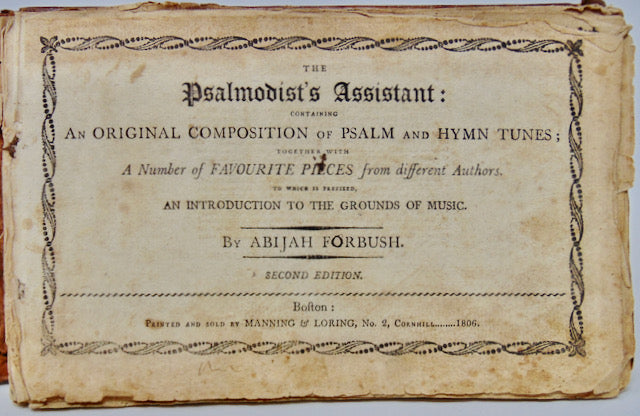 THE
Psalmodist's Assistant:
CONTAINING
AN ORIGINAL COMPOSITION OF PSALM AND HYMN TUNES;
TOGETHER WITH
A Number of FAVOURITE PIECES from different Authors.
TO WHICH IS PREFIXED,
AN INTRODUCTION TO THE GROUNDS OF MUSIC.
BY ABIJAH FORBUSH.
SECOND EDITION.
Boſton:
PRINTED AND SOLD BY MANNING & LORING, No. 2, CORNHILL........1806.